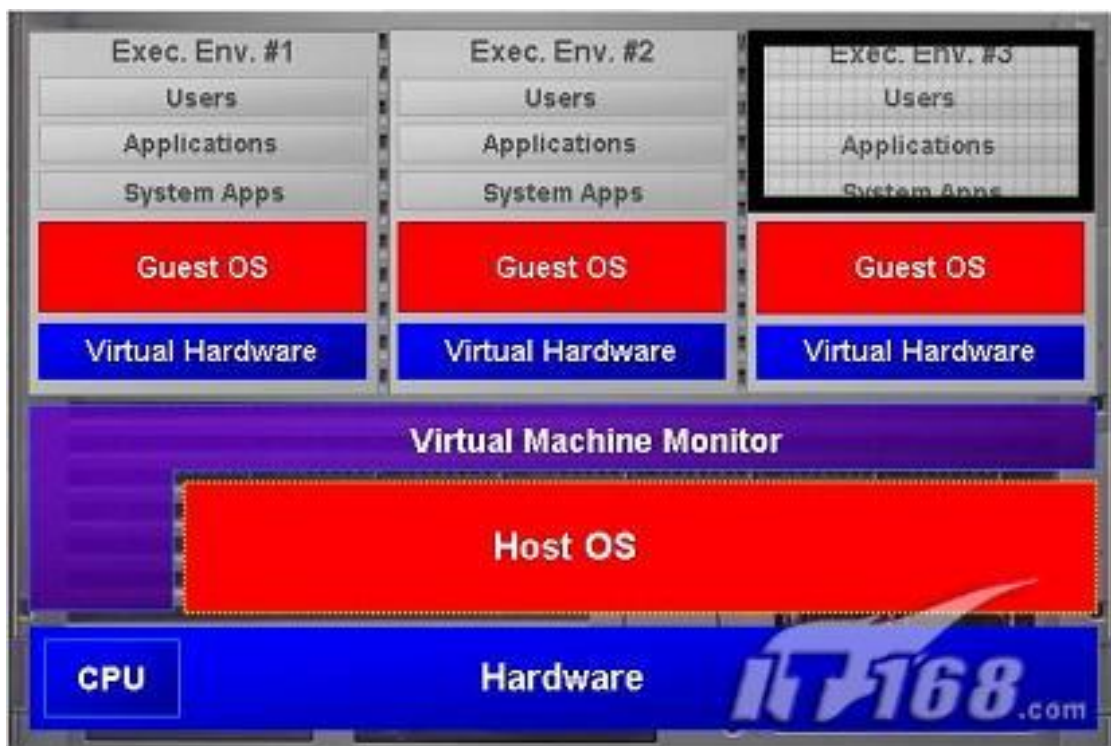 Exec. Env. #1
Users
Applications
System Apps
Guest OS
Virtual Hardware
Exec. Env. #2
Users
Applications
System Apps
Guest OS
Virtual Hardware
Exec. Env. #3
Users
Applications
System Apps
Guest OS
Virtual Hardware
Virtual Machine Monitor
Host OS
CPU
Hardware
IT168.com